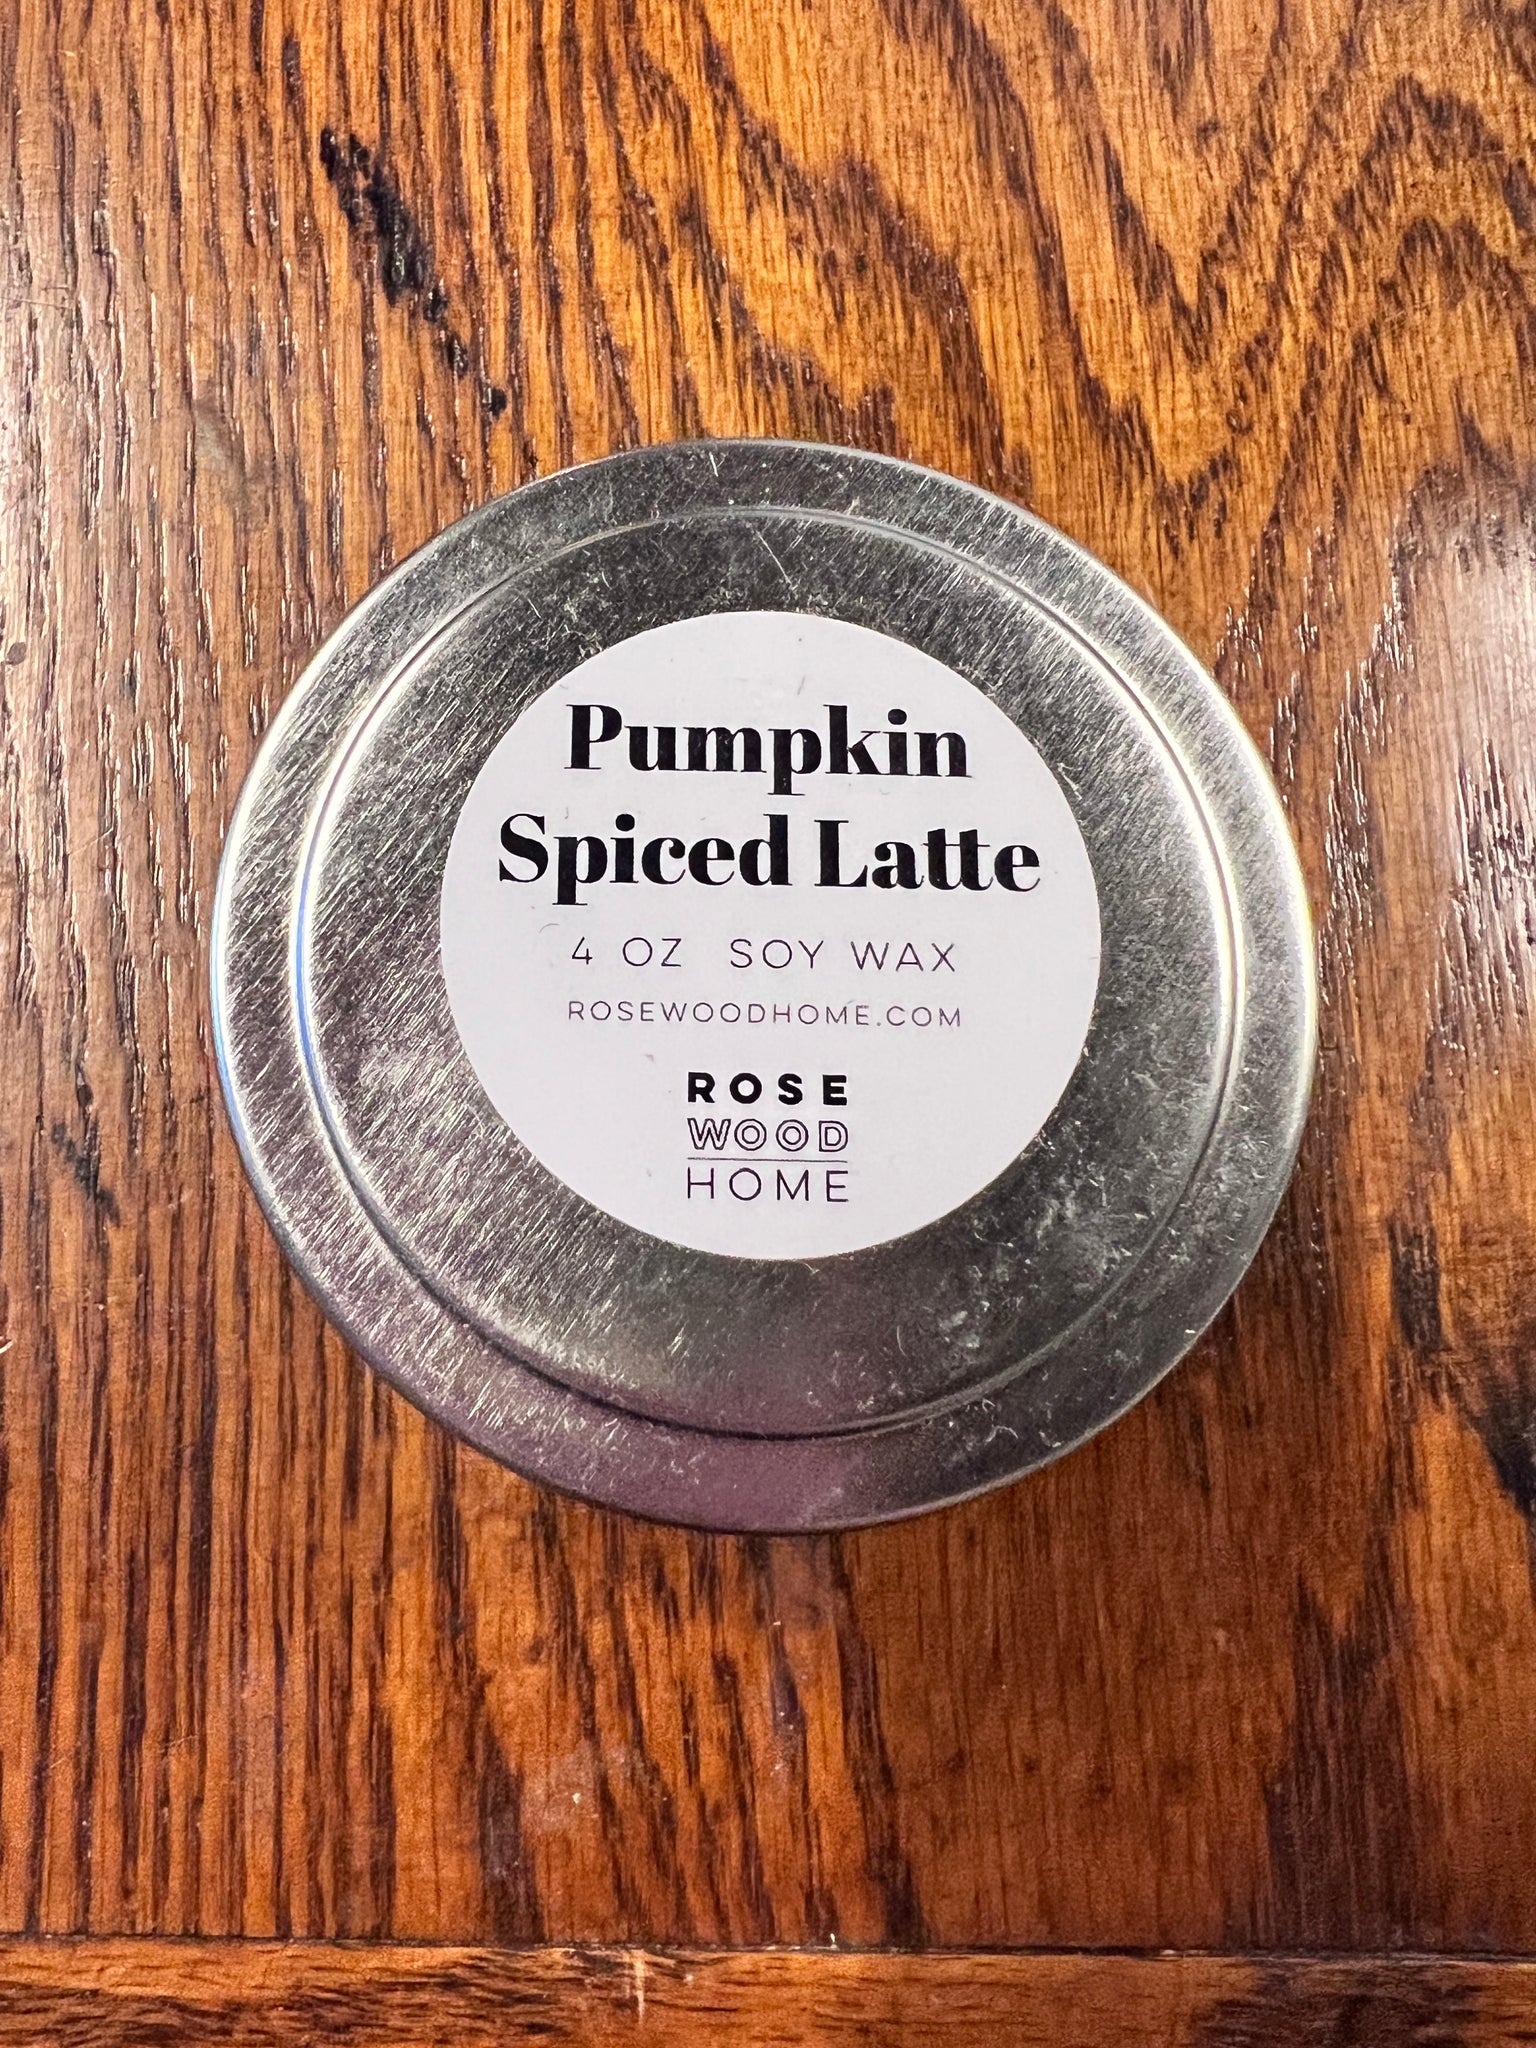 Pumpkin
Spiced Latte
4 OZ SOY WAX
ROSEWOODHOME.COM
ROSE
WOOD
HOME